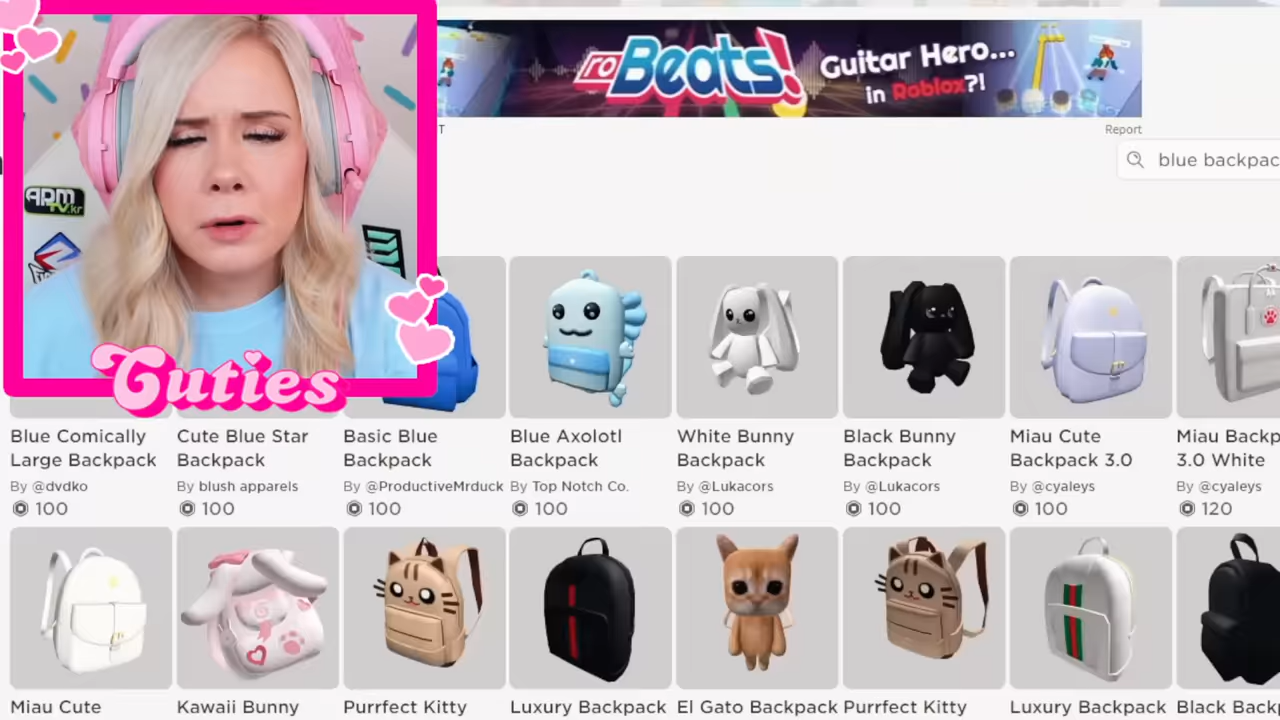 roBeats!
Guitar Hero...
in Roblox?!
T
Report
blue backpac
APM
TV.kr
Cuties
Blue Comically
Large Backpack
By @dvdko
100
Cute Blue Star
Backpack
By blush apparels
100
Basic Blue
Backpack
By @ProductiveMrduck
100
Blue Axolotl
Backpack
By Top Notch Co.
100
White Bunny
Backpack
By @Lukacors
100
Black Bunny
Backpack
By @Lukacors
100
Miau Cute
Backpack 3.0
By @cyaleys
100
Miau Backp
3.0 White
By @cyaleys
120
Miau Cute
Kawaii Bunny
Purrfect Kitty
Luxury Backpack
El Gato Backpack
Purrfect Kitty
Luxury Backpack
Black Backp